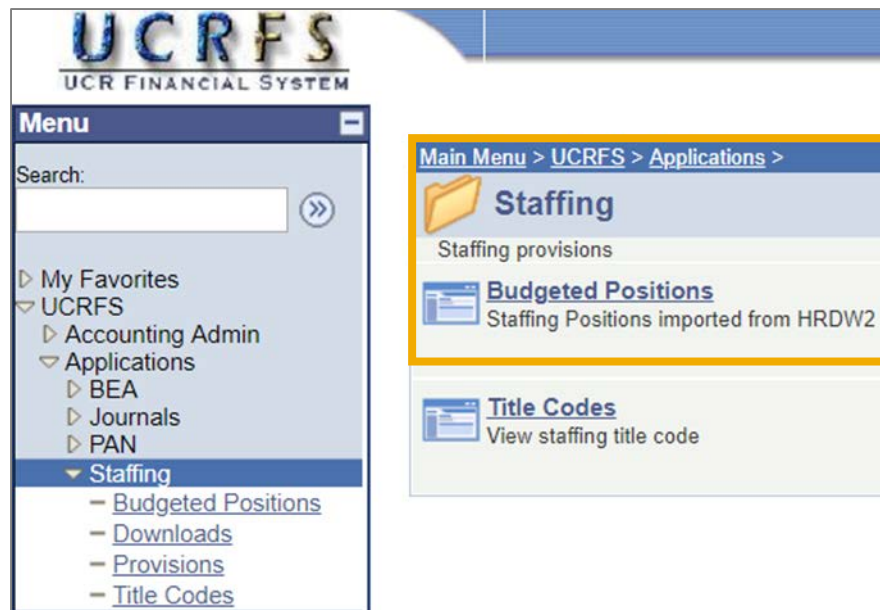 UCRFS
UCR FINANCIAL SYSTEM
Menu
Search:
My Favorites
UCRFS
Accounting Admin
Applications
BEA
Journals
PAN
Staffing
Budgeted Positions
Downloads
Provisions
Title Codes
Main Menu > UCRFS > Applications >
Staffing
Staffing provisions
Budgeted Positions
Staffing Positions imported from HRDW2
Title Codes
View staffing title code